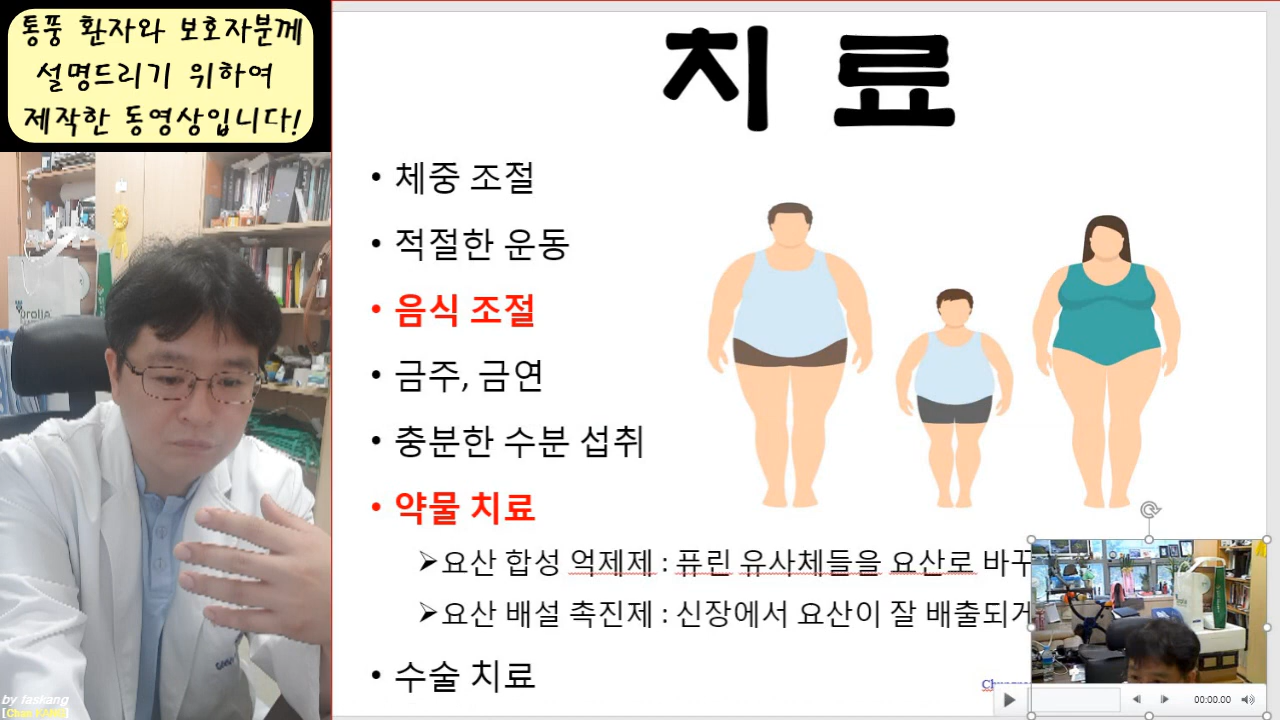 통풍 환자와 보호자분께
설명드리기 위하여
제작한 동영상입니다!
치 료
• 체중 조절
• 적절한 운동
• 음식 조절
• 금주, 금연
• 충분한 수분 섭취
• 약물 치료
➢요산 합성 억제제 : 퓨린 유사체들을 요산로 바꾸
➢요산 배설 촉진제 : 신장에서 요산이 잘 배출되게
• 수술 치료
00:00.00
by faskang